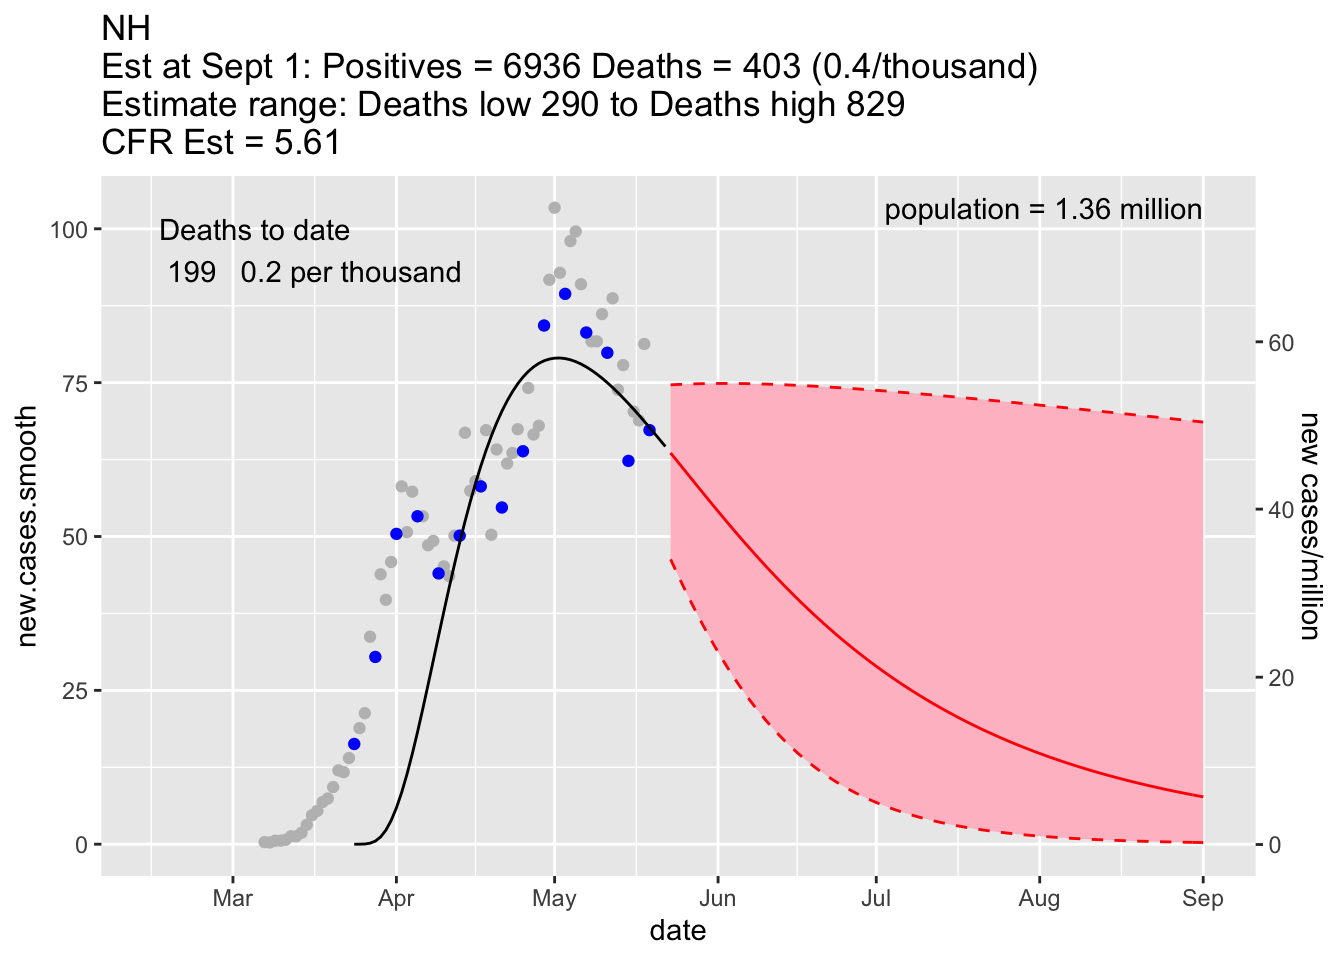 NH
Est at Sept 1: Positives = 6936 Deaths = 403 (0.4/thousand)
Estimate range: Deaths low 290 to Deaths high 829
CFR Est = 5.61
population = 1.36 million
Deaths to date
199 0.2 per thousand
new.cases.smooth
100
75
50
25
0
new cases/million
60
40
20
0
Mar Apr May Jun Jul Aug Sep
date